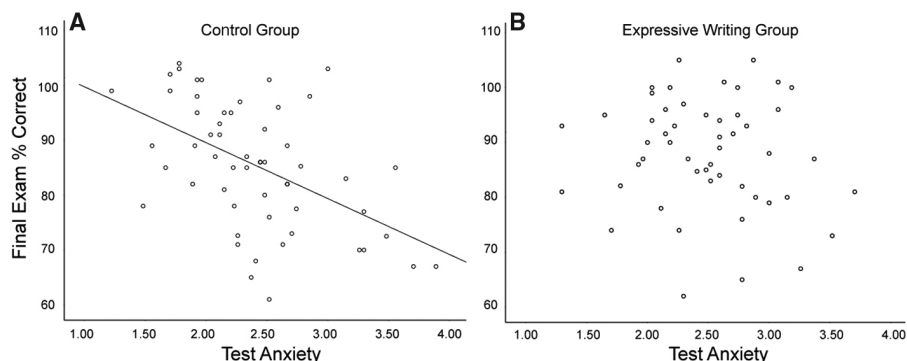 A
Control Group
Final Exam % Correct
110
100
90
80
70
60
1.00 1.50 2.00 2.50 3.00 3.50 4.00
Test Anxiety
B
Expressive Writing Group
110
100
90
80
70
60
1.00 1.50 2.00 2.50 3.00 3.50 4.00
Test Anxiety